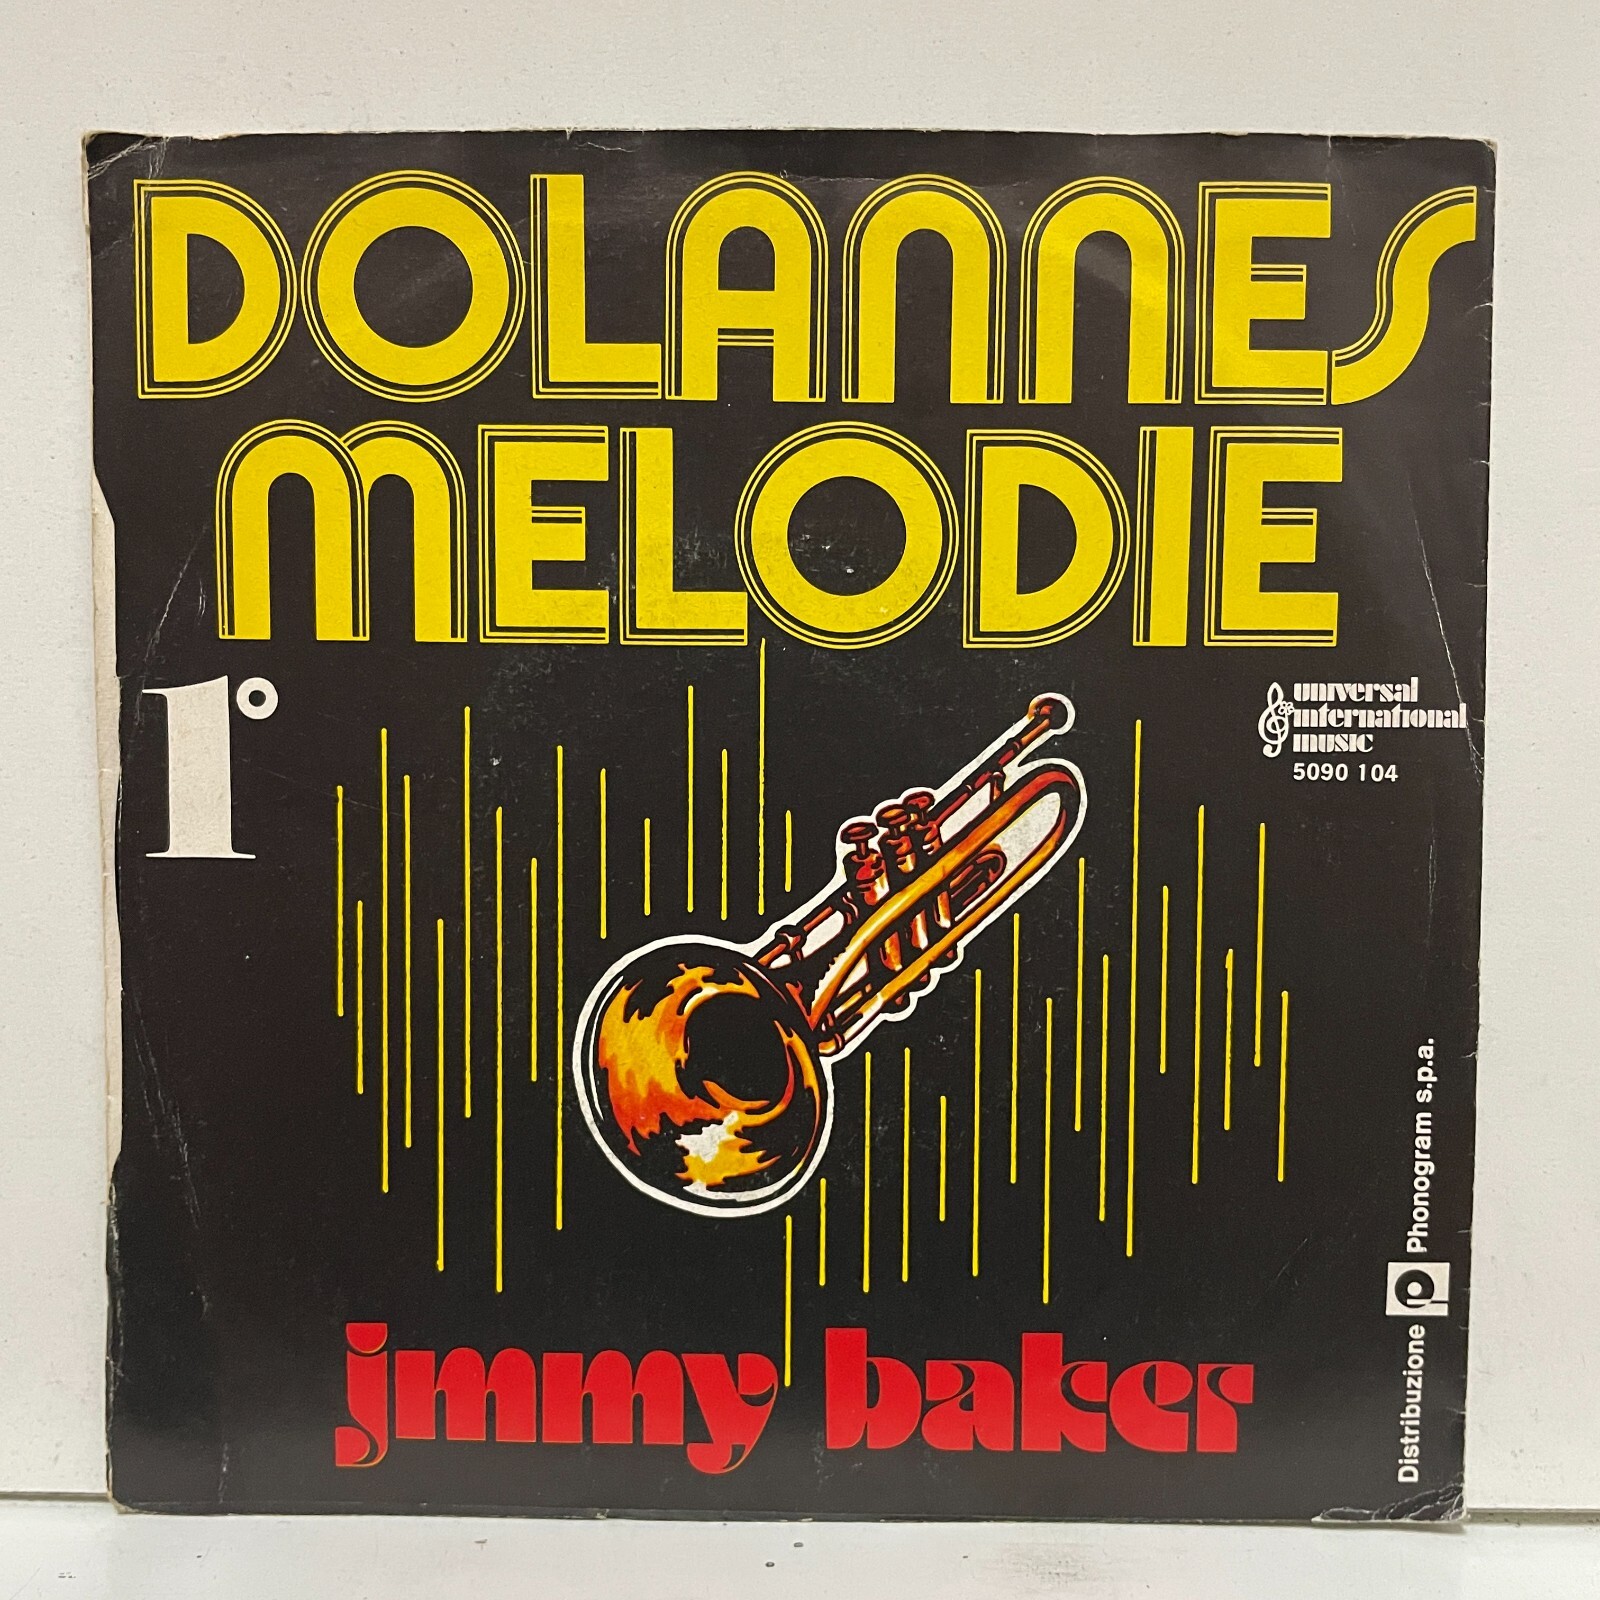 DOLANNES
MELODIE
1°
universal
international
music
5090 104
Distribuzione P Phonogram s.p.a.
jmmy baker